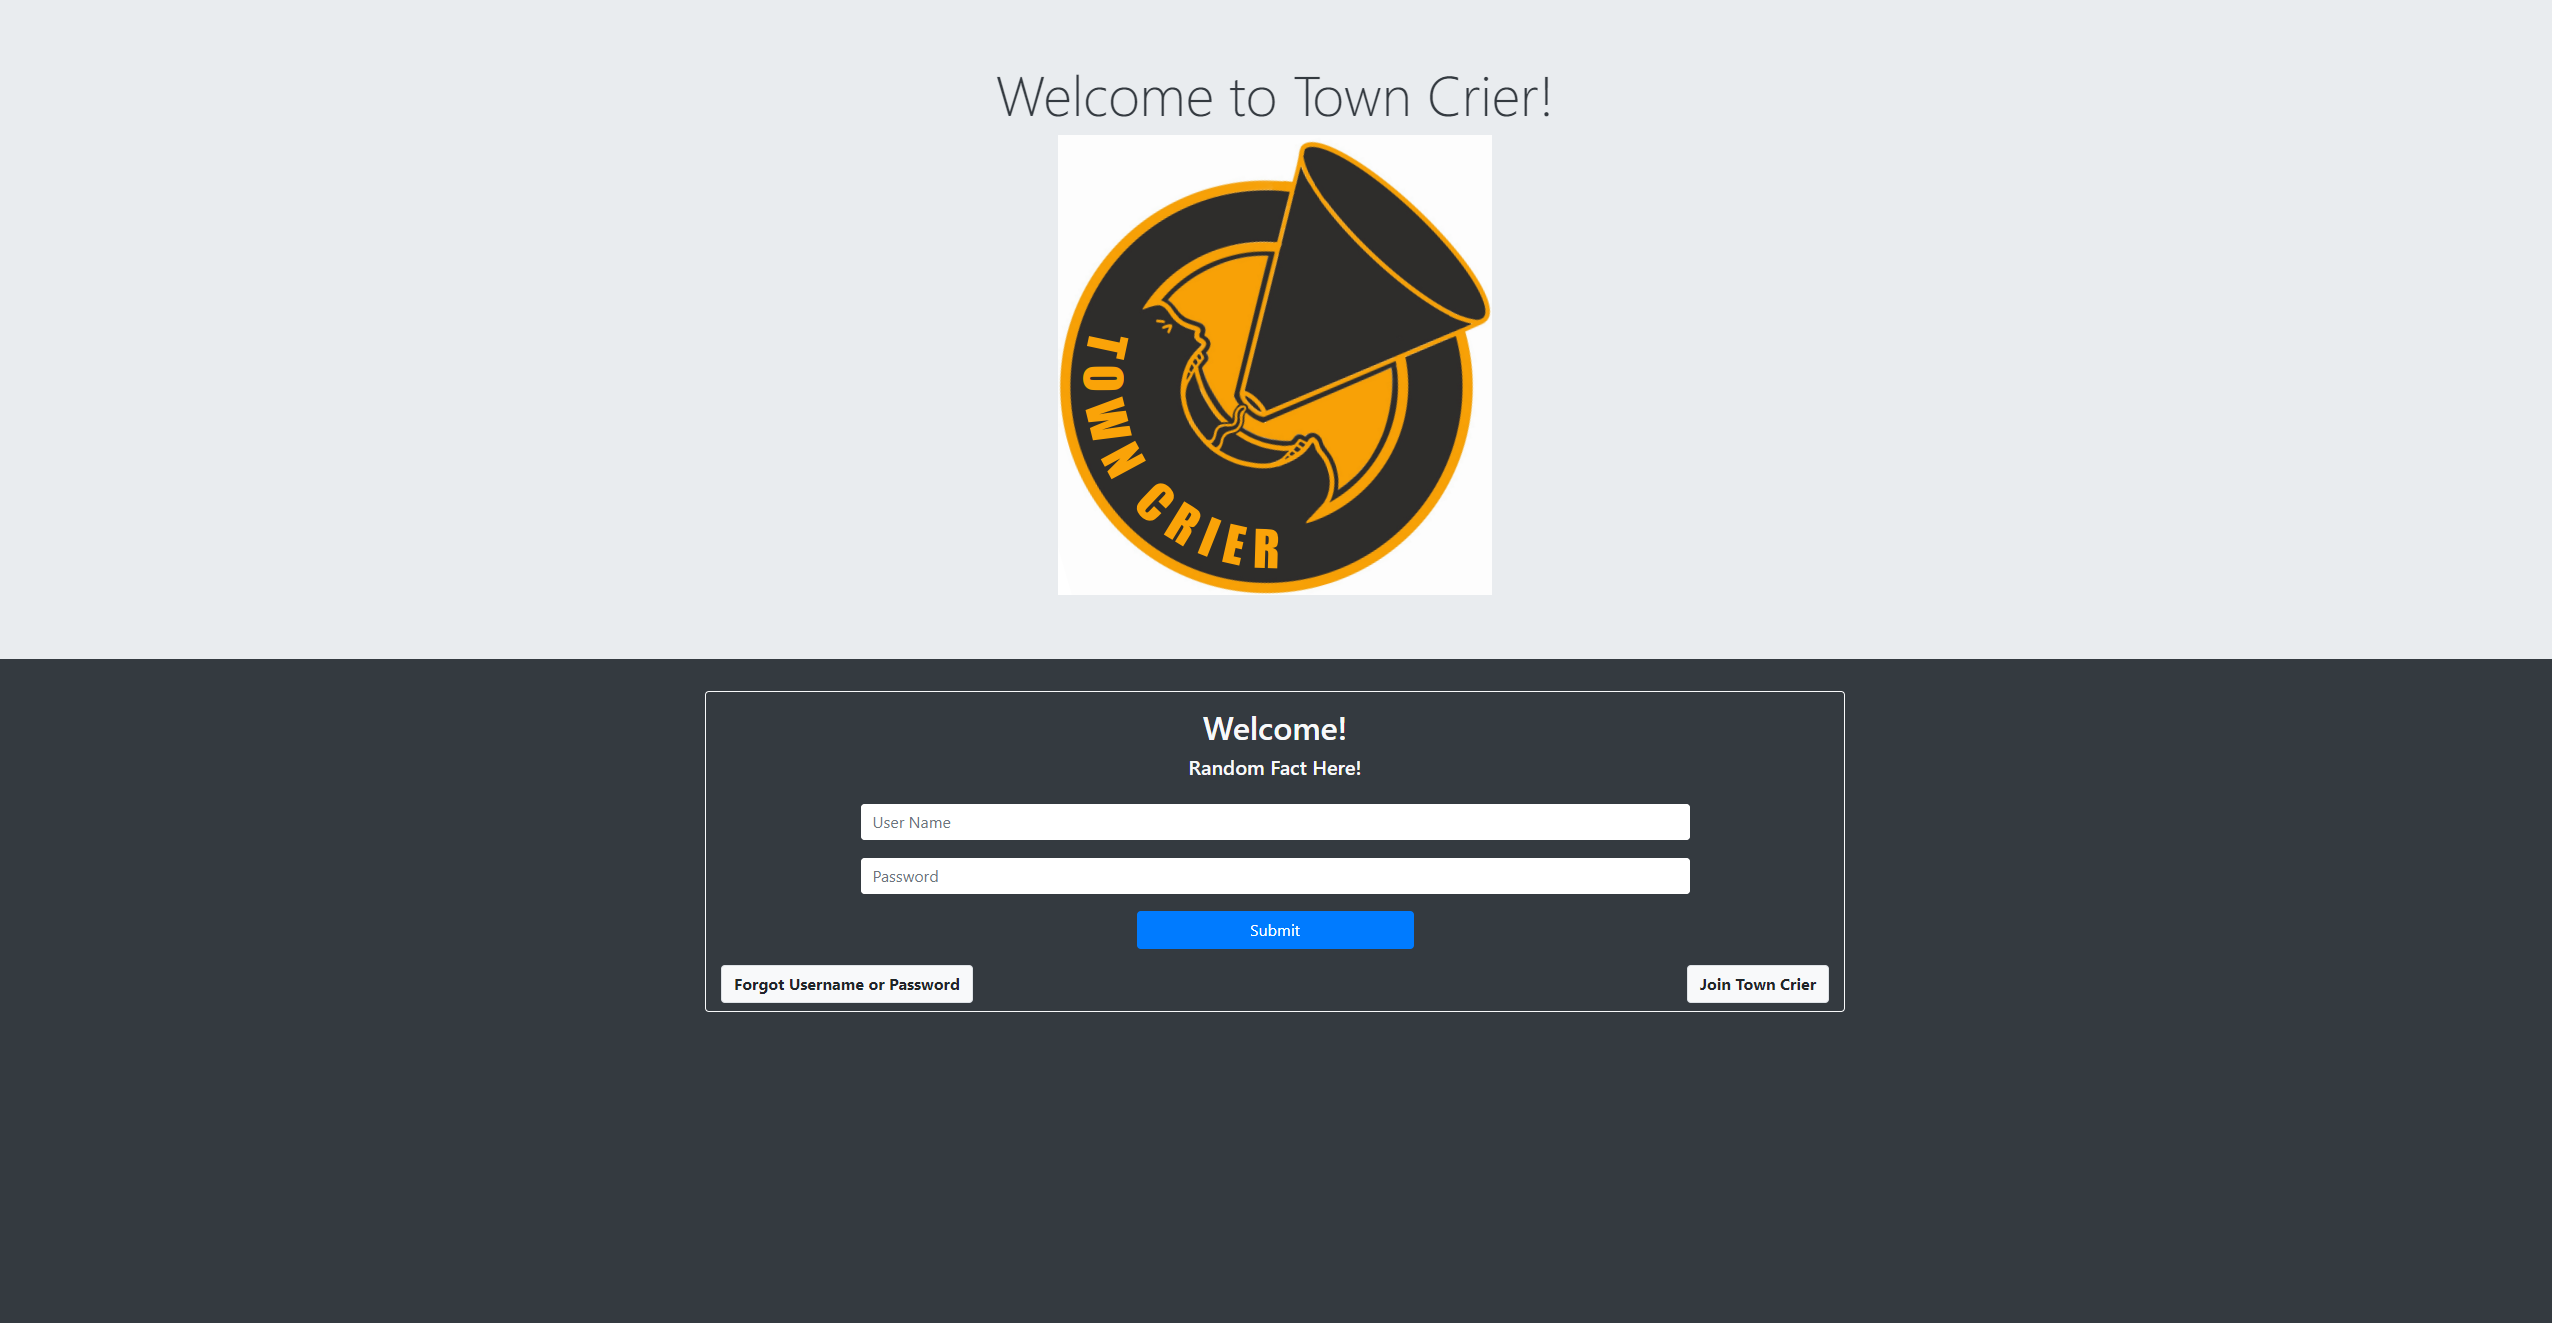 Welcome to Town Crier!
TOWN CRIER
Welcome!
Random Fact Here!
User Name
Password
Submit
Forgot Username or Password
Join Town Crier